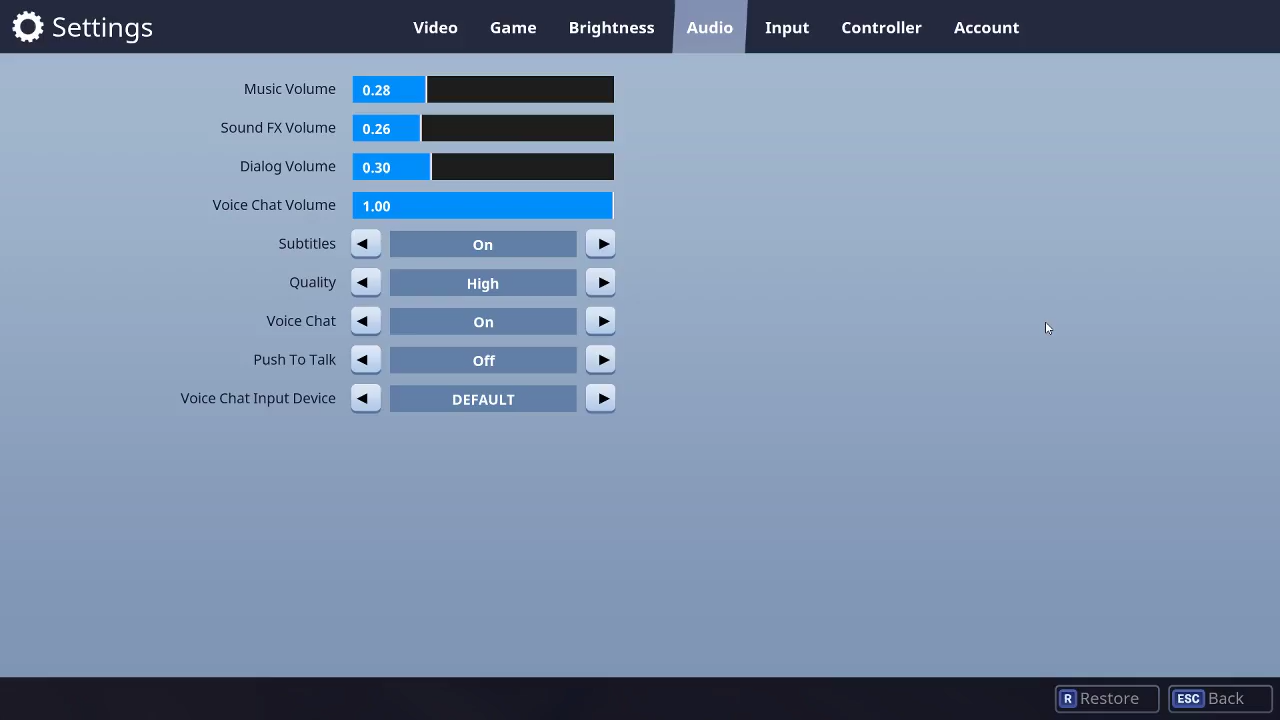 Settings
Video Game Brightness Audio Input Controller Account
Music Volume 0.28
Sound FX Volume 0.26
Dialog Volume 0.30
Voice Chat Volume 1.00
Subtitles On
Quality High
Voice Chat On
Push To Talk Off
Voice Chat Input Device DEFAULT
R Restore ESC Back